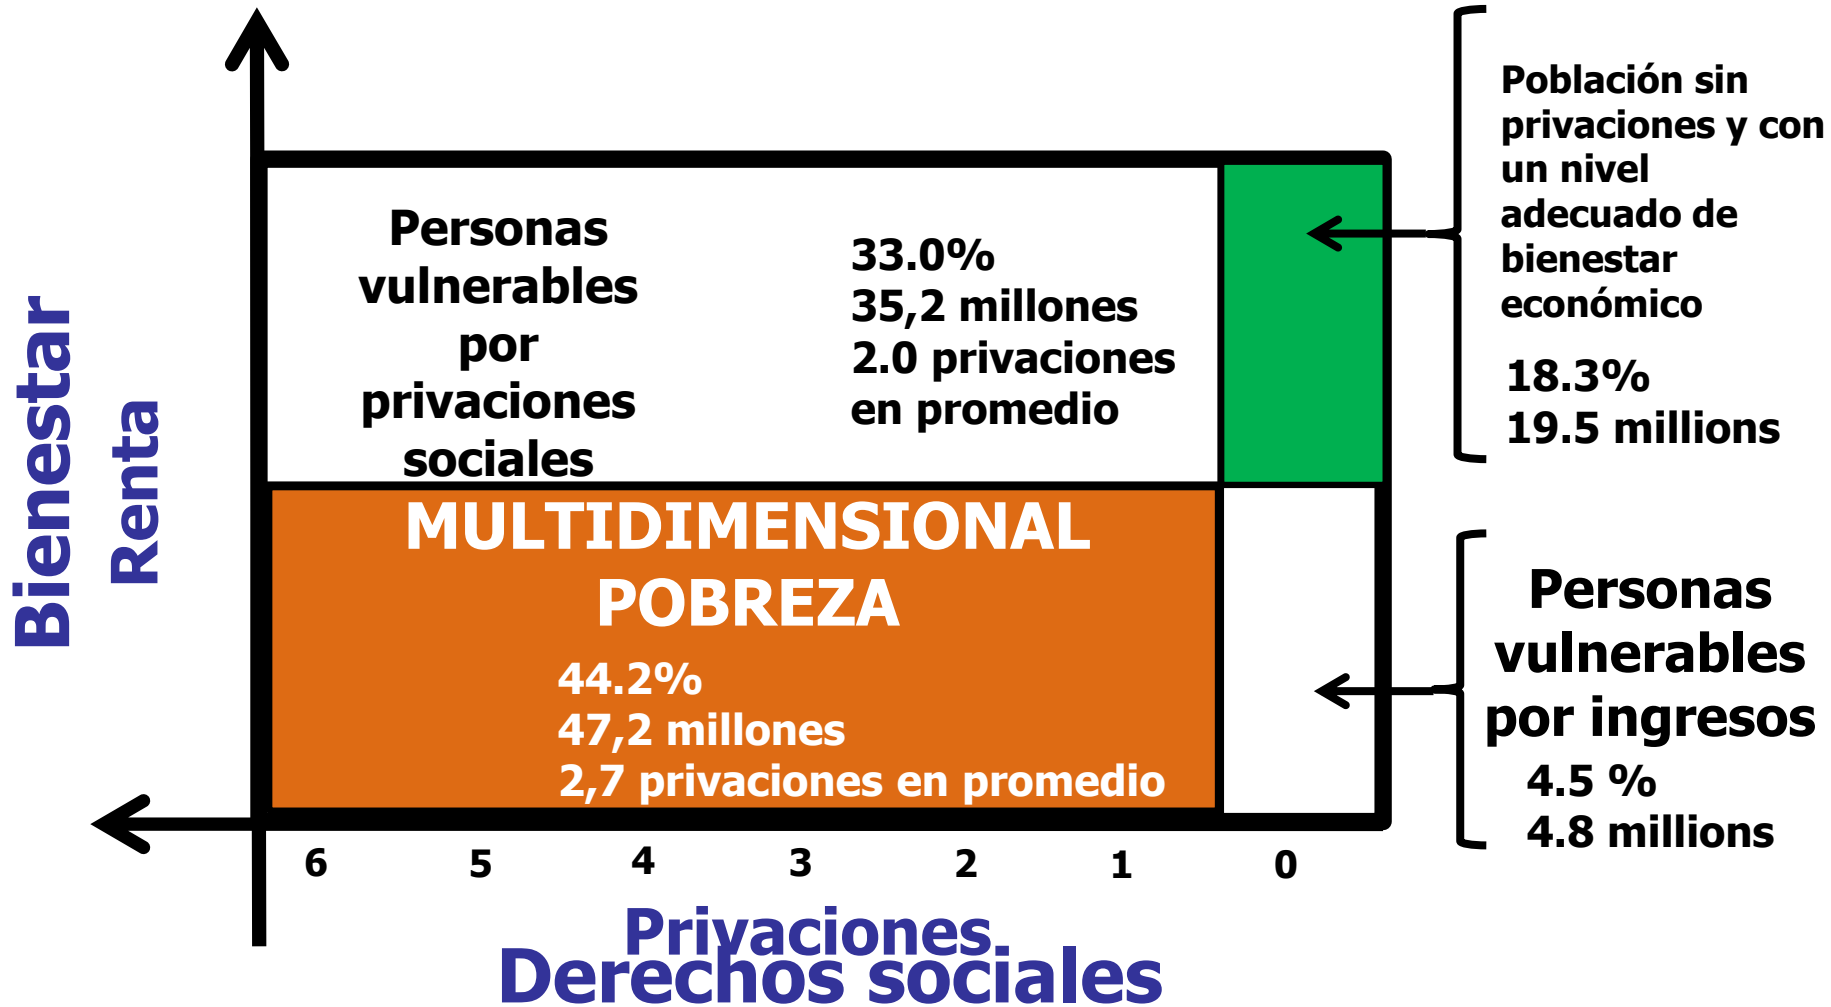 Población sin
privaciones y con
un nivel
adecuado de
bienestar
económico
18.3%
19.5 millions
Personas
vulnerables
por
privaciones
sociales
33.0%
35,2 millones
2.0 privaciones
en promedio
Bienestar
Renta
MULTIDIMENSIONAL
POBREZA
44.2%
47,2 millones
2,7 privaciones en promedio
Personas
vulnerables
por ingresos
4.5 %
4.8 millions
6 5 4 3 2 1 0
Privaciones
Derechos sociales